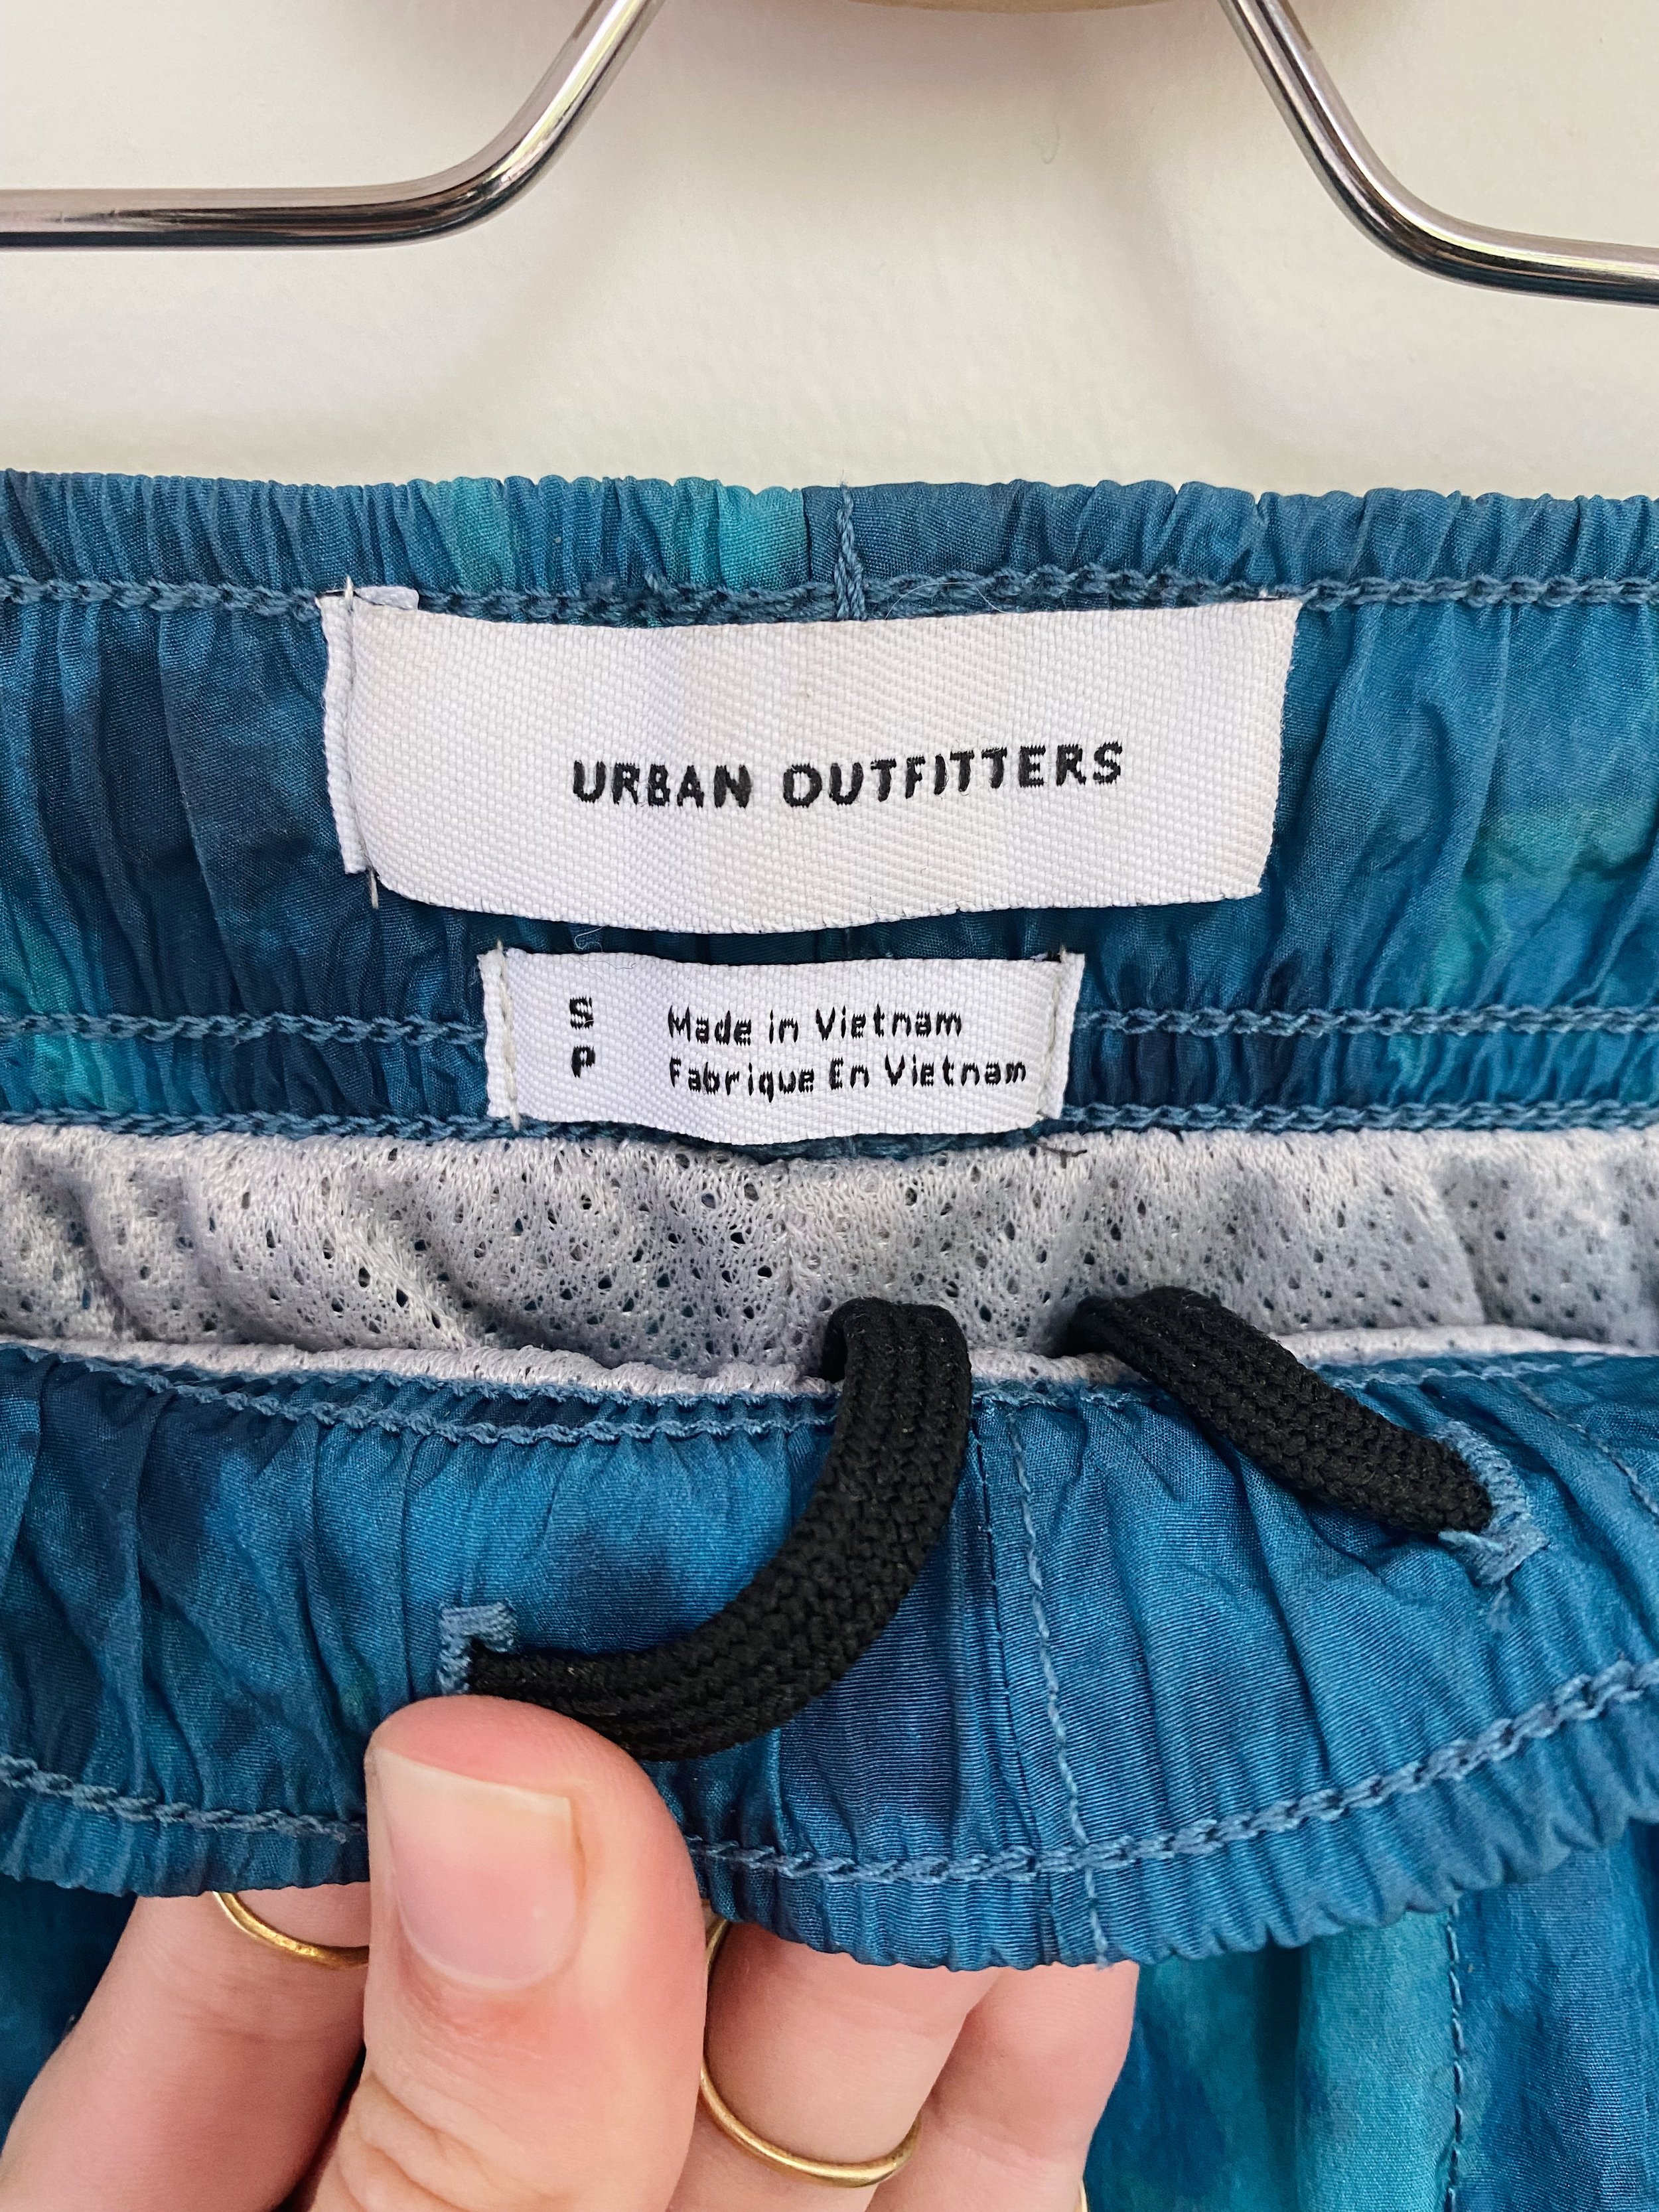 URBAN OUTFITTERS
S Made in Vietnam
P Fabrique En Vietnam